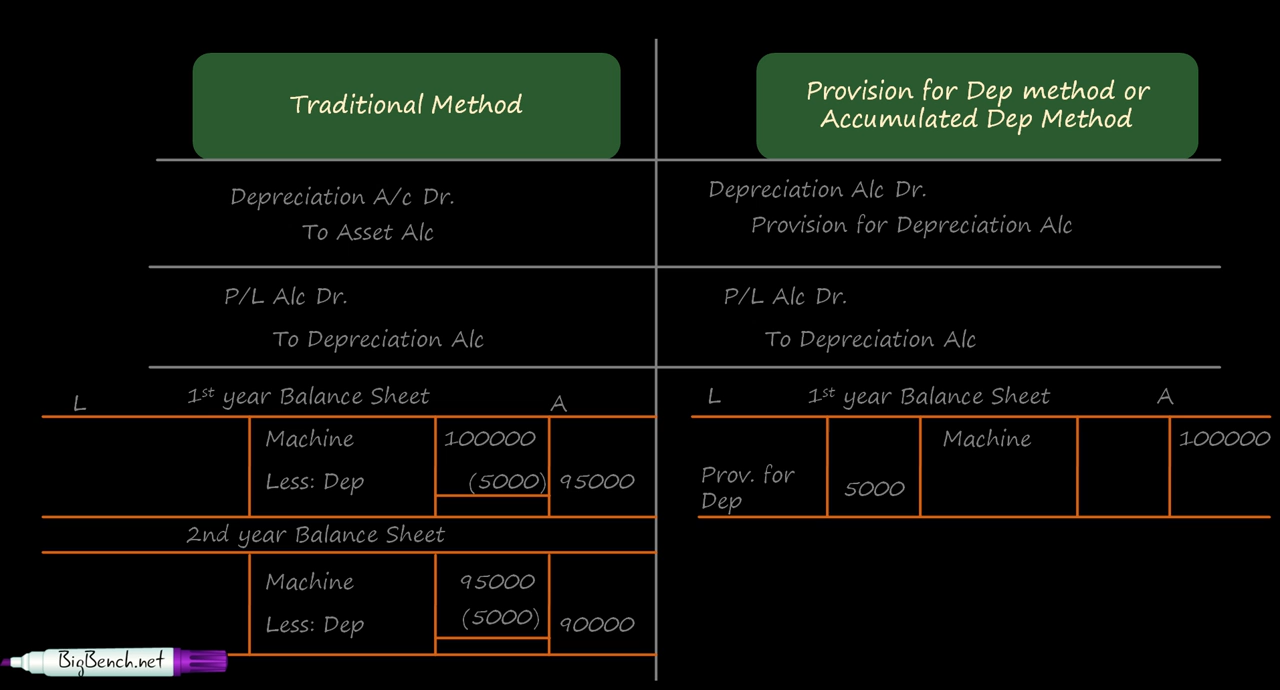 Traditional Method
Depreciation A/c Dr.
To Asset Alc
P/L Alc Dr.
To Depreciation Alc
L 1st year Balance Sheet A
Machine 100000
Less: Dep (5000) 95000
2nd year Balance Sheet
Machine 95000
Less: Dep (5000) 90000
Provision for Dep method or
Accumulated Dep Method
Depreciation Alc Dr.
Provision for Depreciation Alc
P/L Alc Dr.
To Depreciation Alc
L 1st year Balance Sheet A
Machine 100000
Prov. for
Dep 5000
BigBench.net